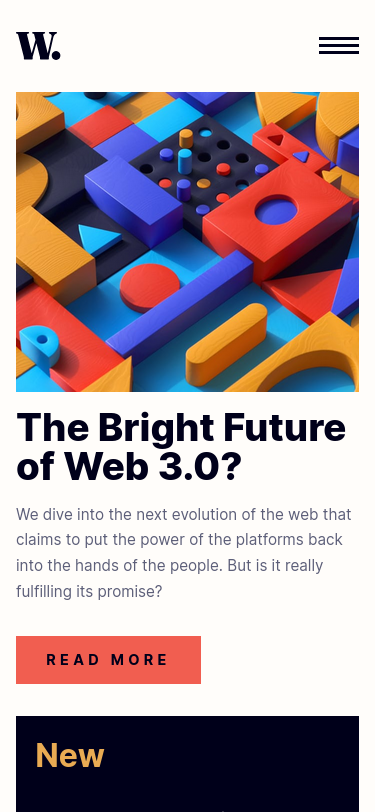 W.
The Bright Future
of Web 3.0?
We dive into the next evolution of the web that
claims to put the power of the platforms back
into the hands of the people. But is it really
fulfilling its promise?
READ MORE
New